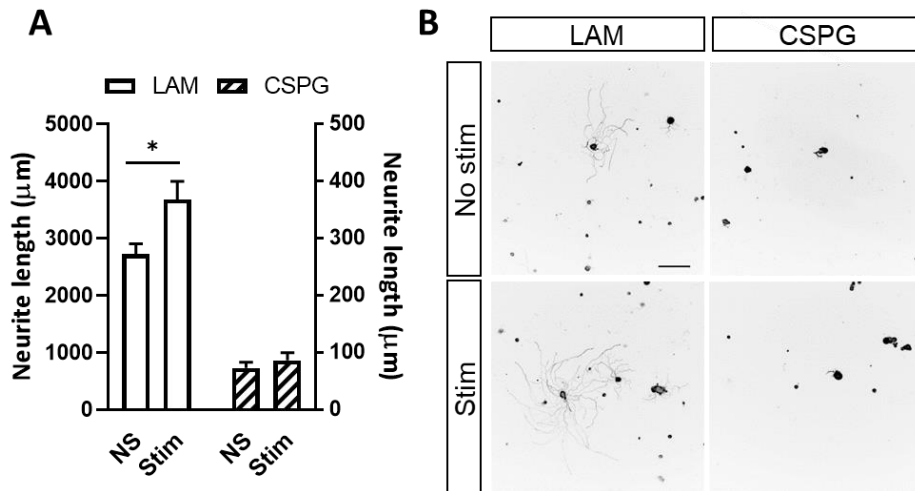 A
LAM CSPG
Neurite length (μm)
5000
4000
3000
2000
1000
0
*
500
400
300
200
100
0
Neurite length (μm)
NS
Stim
NS
Stim
B
LAM
CSPG
No stim
Stim